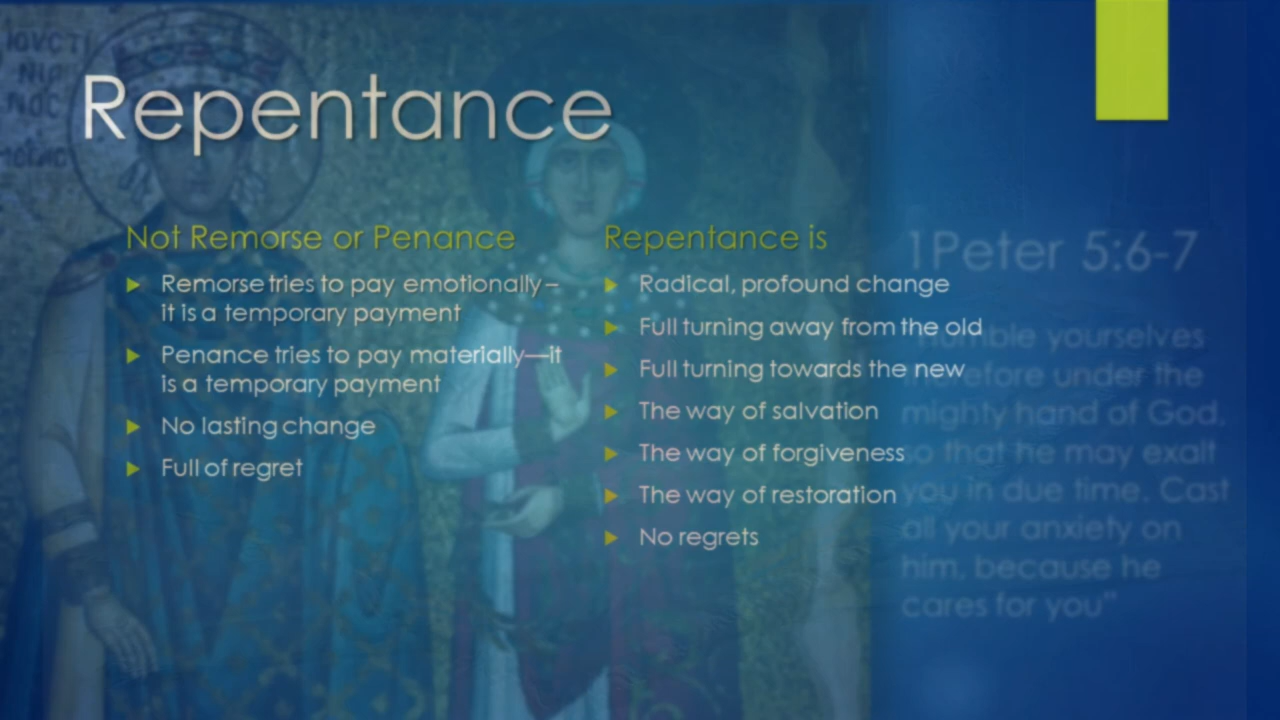 Repentance
Not Remorse or Penance
Remorse tries to pay emotionally–
it is a temporary payment
Penance tries to pay materially—it
is a temporary payment
No lasting change
Full of regret
Repentance is
Radical, profound change
Full turning away from the old
Full turning towards the new
The way of salvation
The way of forgiveness
The way of restoration
No regrets
1Peter 5:6-7
yourselves
under the
mighty hand of God,
so that he may exalt
you in due time. Cast
all your anxiety on
him, because he
cares for you”